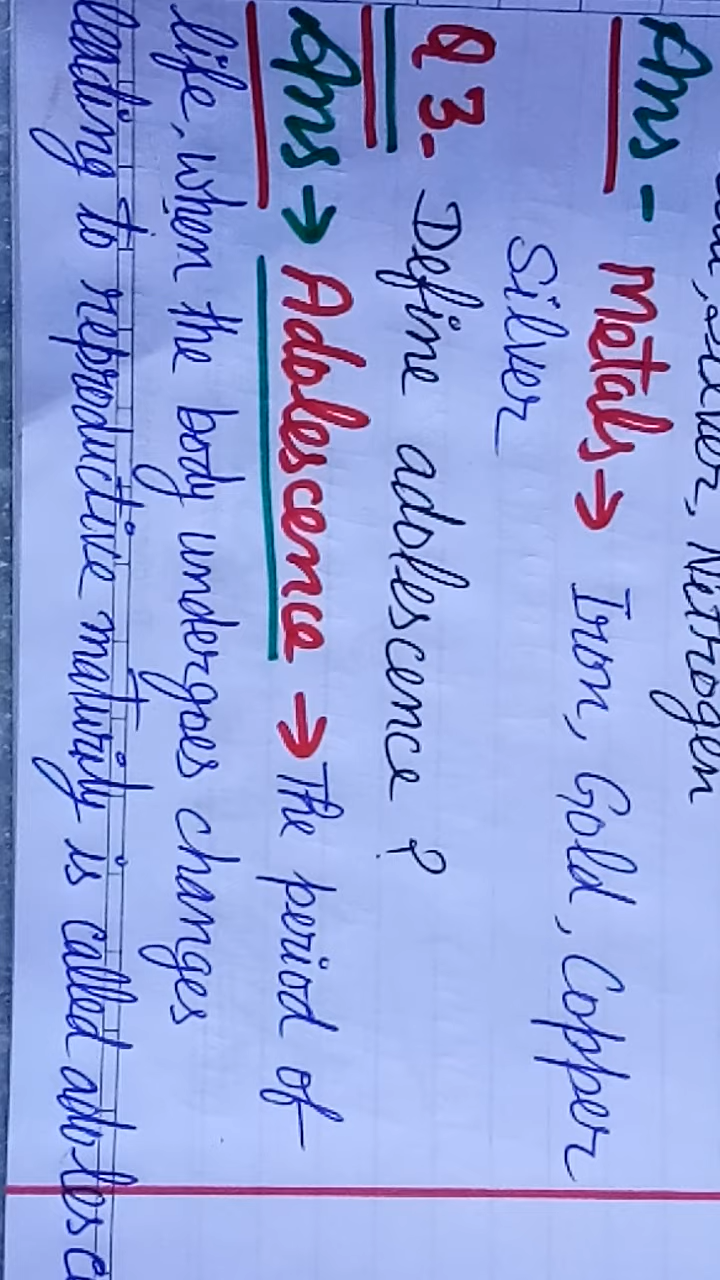 Nitrogen
Ans - Metals → Iron, Gold, Copper
Silver
Q 3. Define adolescence ?
Ans → Adolescence → The period of
life, when the body undergoes changes
leading to reproductive maturity is called adolesc